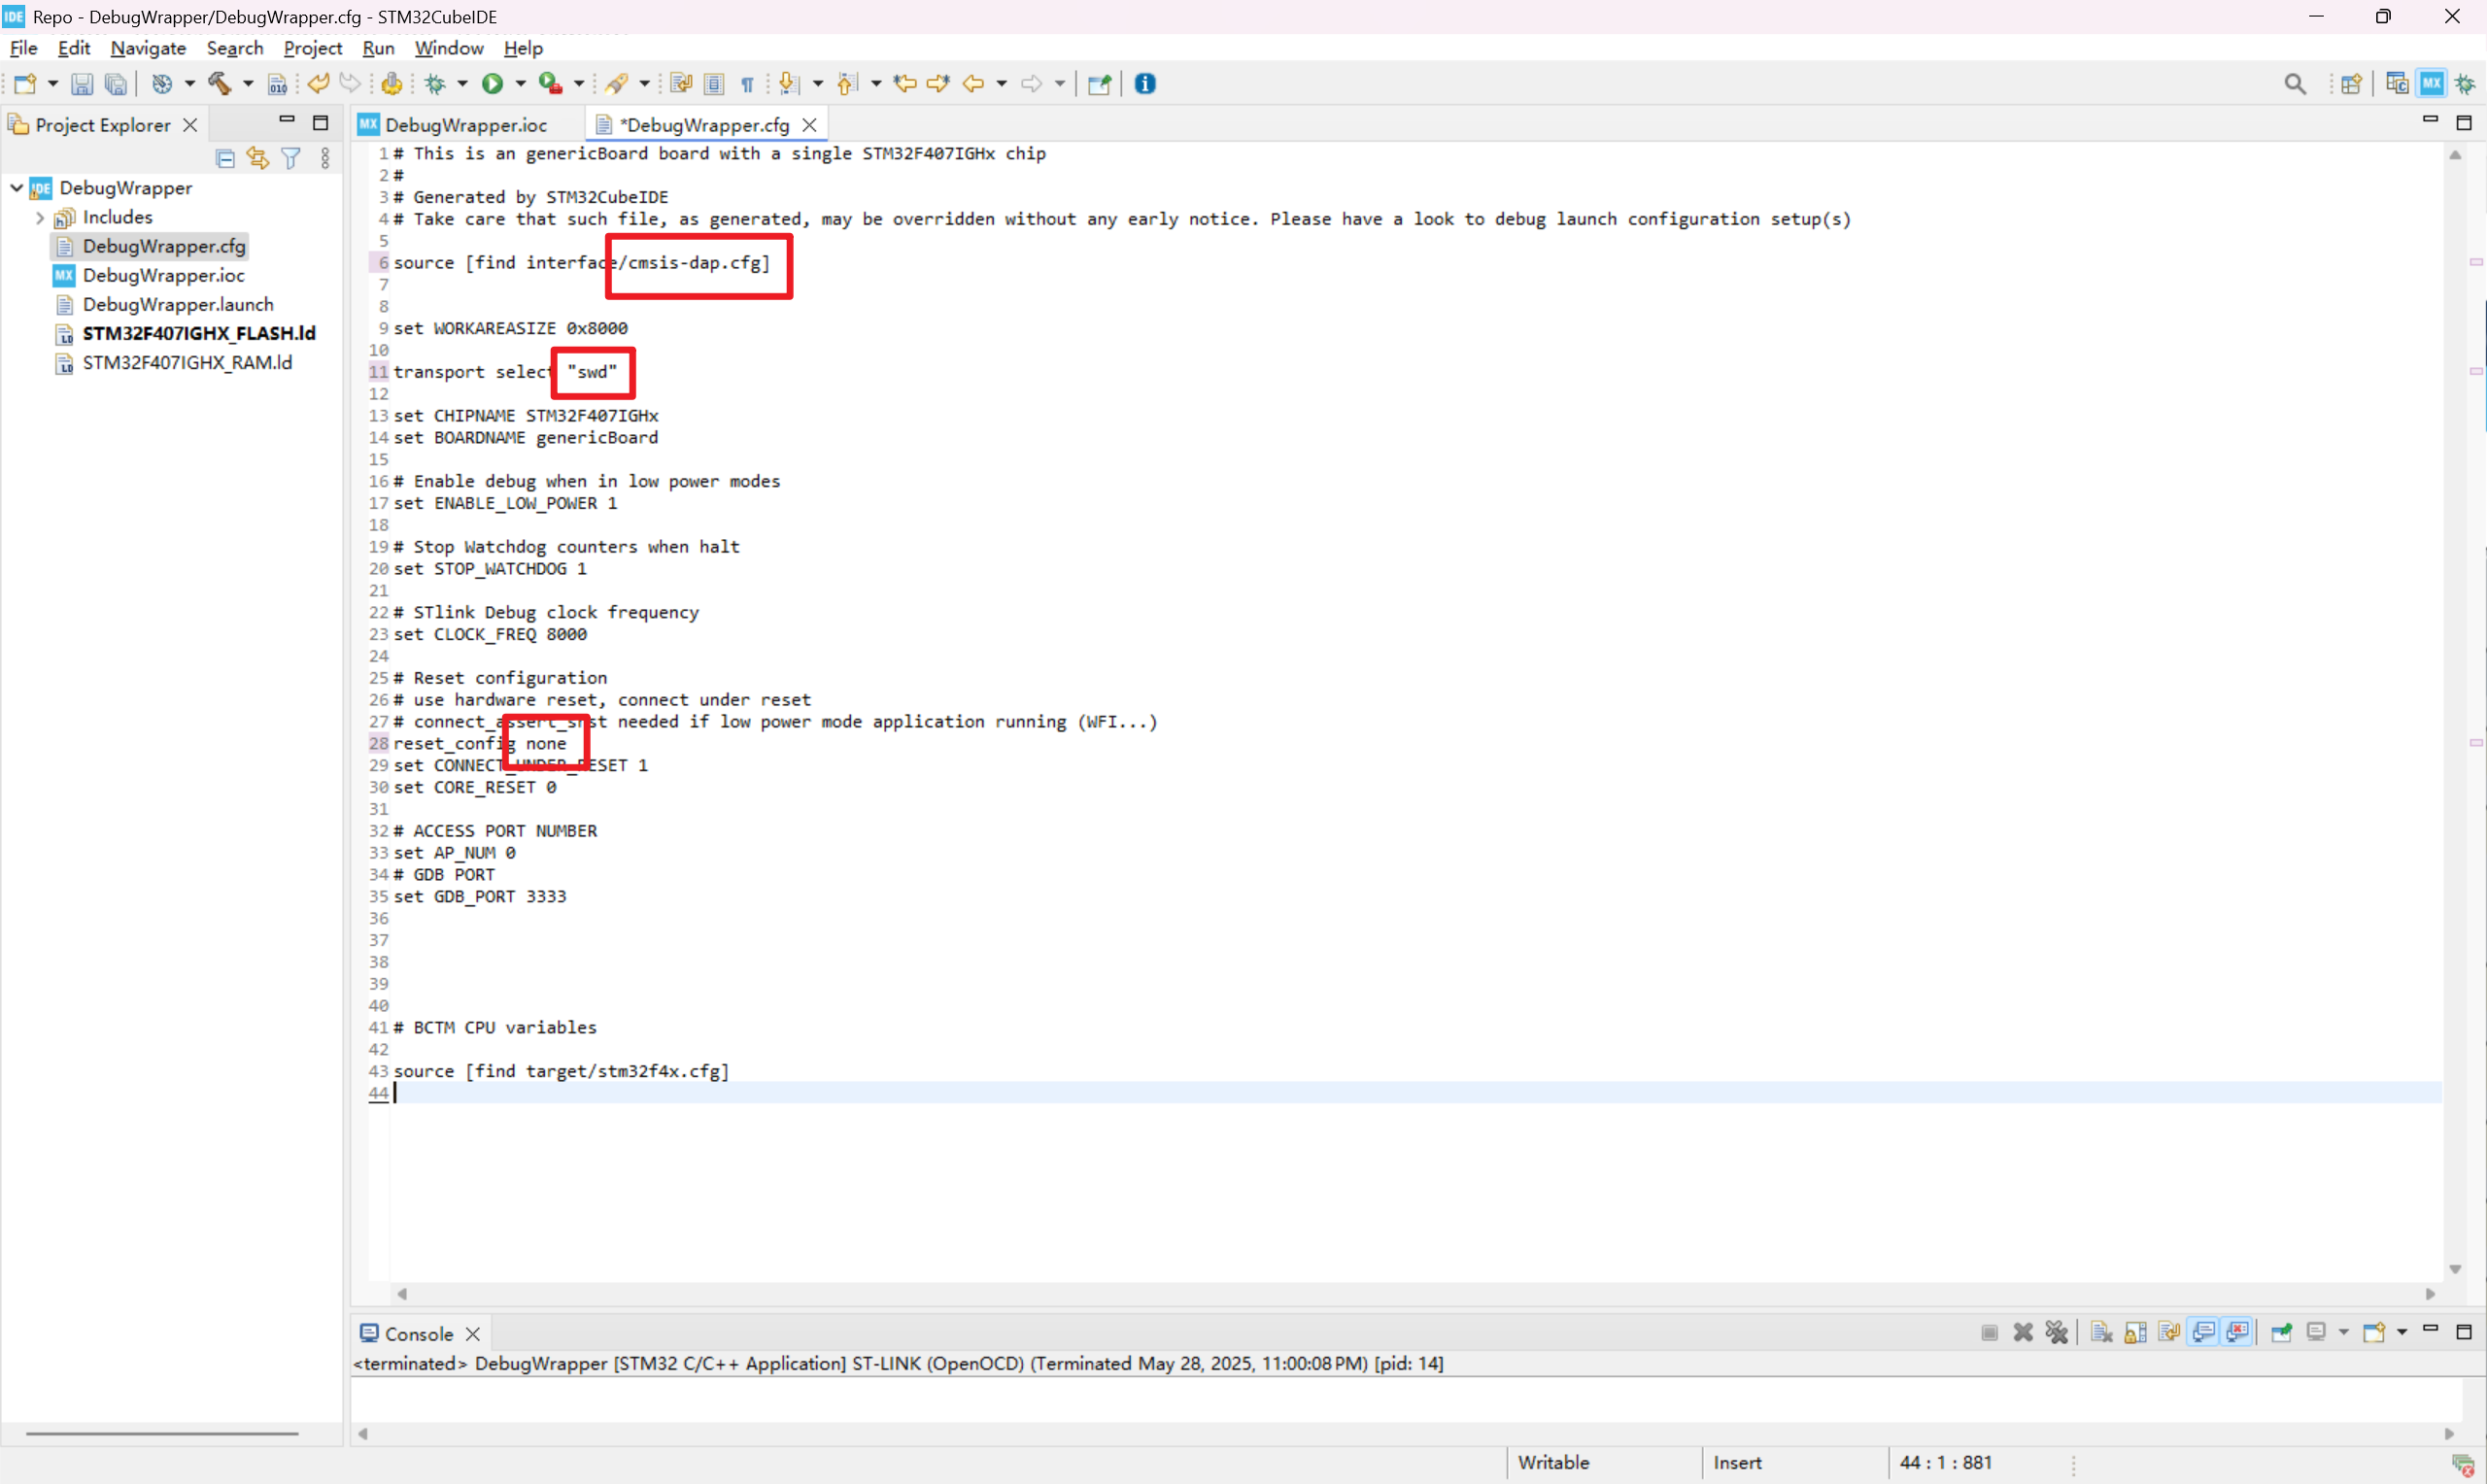 Repo - DebugWrapper/DebugWrapper.cfg - STM32CubeIDE
File Edit Navigate Search Project Run Window Help
Project Explorer
DebugWrapper
Includes
DebugWrapper.cfg
DebugWrapper.ioc
DebugWrapper.launch
STM32F407IGHX_FLASH.ld
STM32F407IGHX_RAM.ld
DebugWrapper.ioc
*DebugWrapper.cfg
1 # This is an genericBoard board with a single STM32F407IGHx chip
2 #
3 # Generated by STM32CubeIDE
4 # Take care that such file, as generated, may be overridden without any early notice. Please have a look to debug launch configuration setup(s)
5
6 source [find interface/cmsis-dap.cfg]
7
8
9 set WORKAREASIZE 0x8000
10
11 transport select "swd"
12
13 set CHIPNAME STM32F407IGHx
14 set BOARDNAME genericBoard
15
16 # Enable debug when in low power modes
17 set ENABLE_LOW_POWER 1
18
19 # Stop Watchdog counters when halt
20 set STOP_WATCHDOG 1
21
22 # STlink Debug clock frequency
23 set CLOCK_FREQ 8000
24
25 # Reset configuration
26 # use hardware reset, connect under reset
27 # connect_assert_srst needed if low power mode application running (WFI...)
28 reset_config none
29 set CONNECT_UNDER_RESET 1
30 set CORE_RESET 0
31
32 # ACCESS PORT NUMBER
33 set AP_NUM 0
34 # GDB PORT
35 set GDB_PORT 3333
36
37
38
39
40
41 # BCTM CPU variables
42
43 source [find target/stm32f4x.cfg]
44
Console
<terminated> DebugWrapper [STM32 C/C++ Application] ST-LINK (OpenOCD) (Terminated May 28, 2025, 11:00:08 PM) [pid: 14]
Writable Insert 44 : 1 : 881